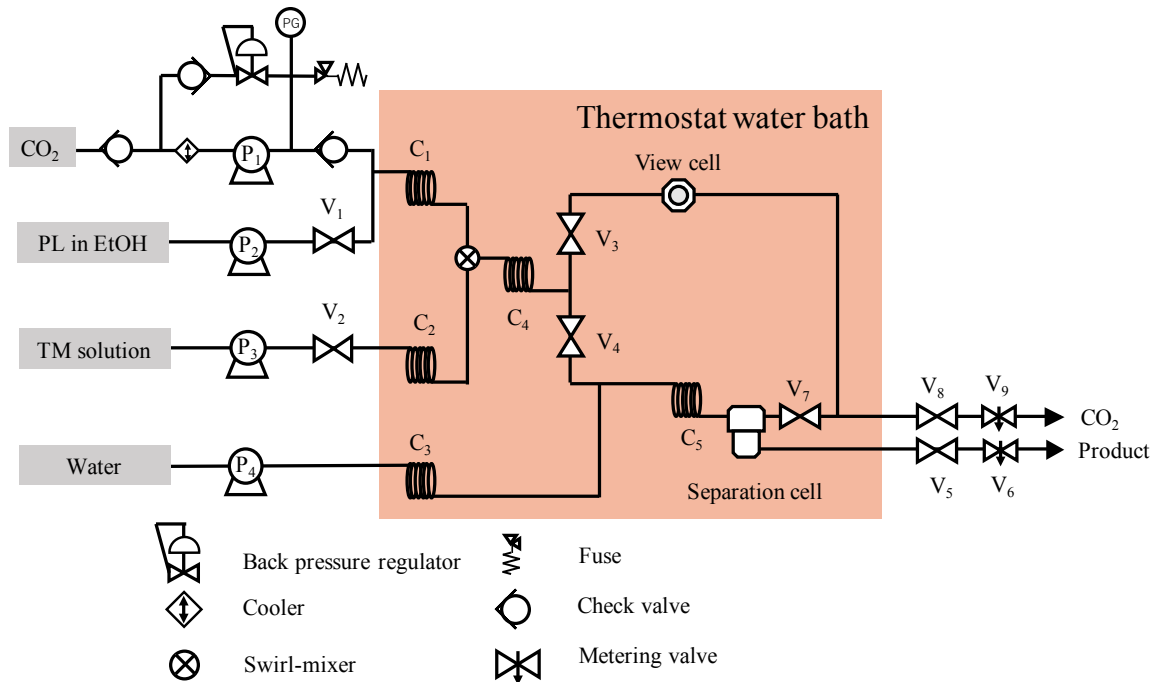 PG
Thermostat water bath
CO₂
P₁
C₁
View cell
V₁
V₃
PL in EtOH
P₂
V₂
C₂
C₄
V₄
TM solution
P₃
V₇
V₈
V₉
C₃
C₅
CO₂
Water
P₄
Product
Separation cell
V₅
V₆
Back pressure regulator
Fuse
Cooler
Check valve
Swirl-mixer
Metering valve